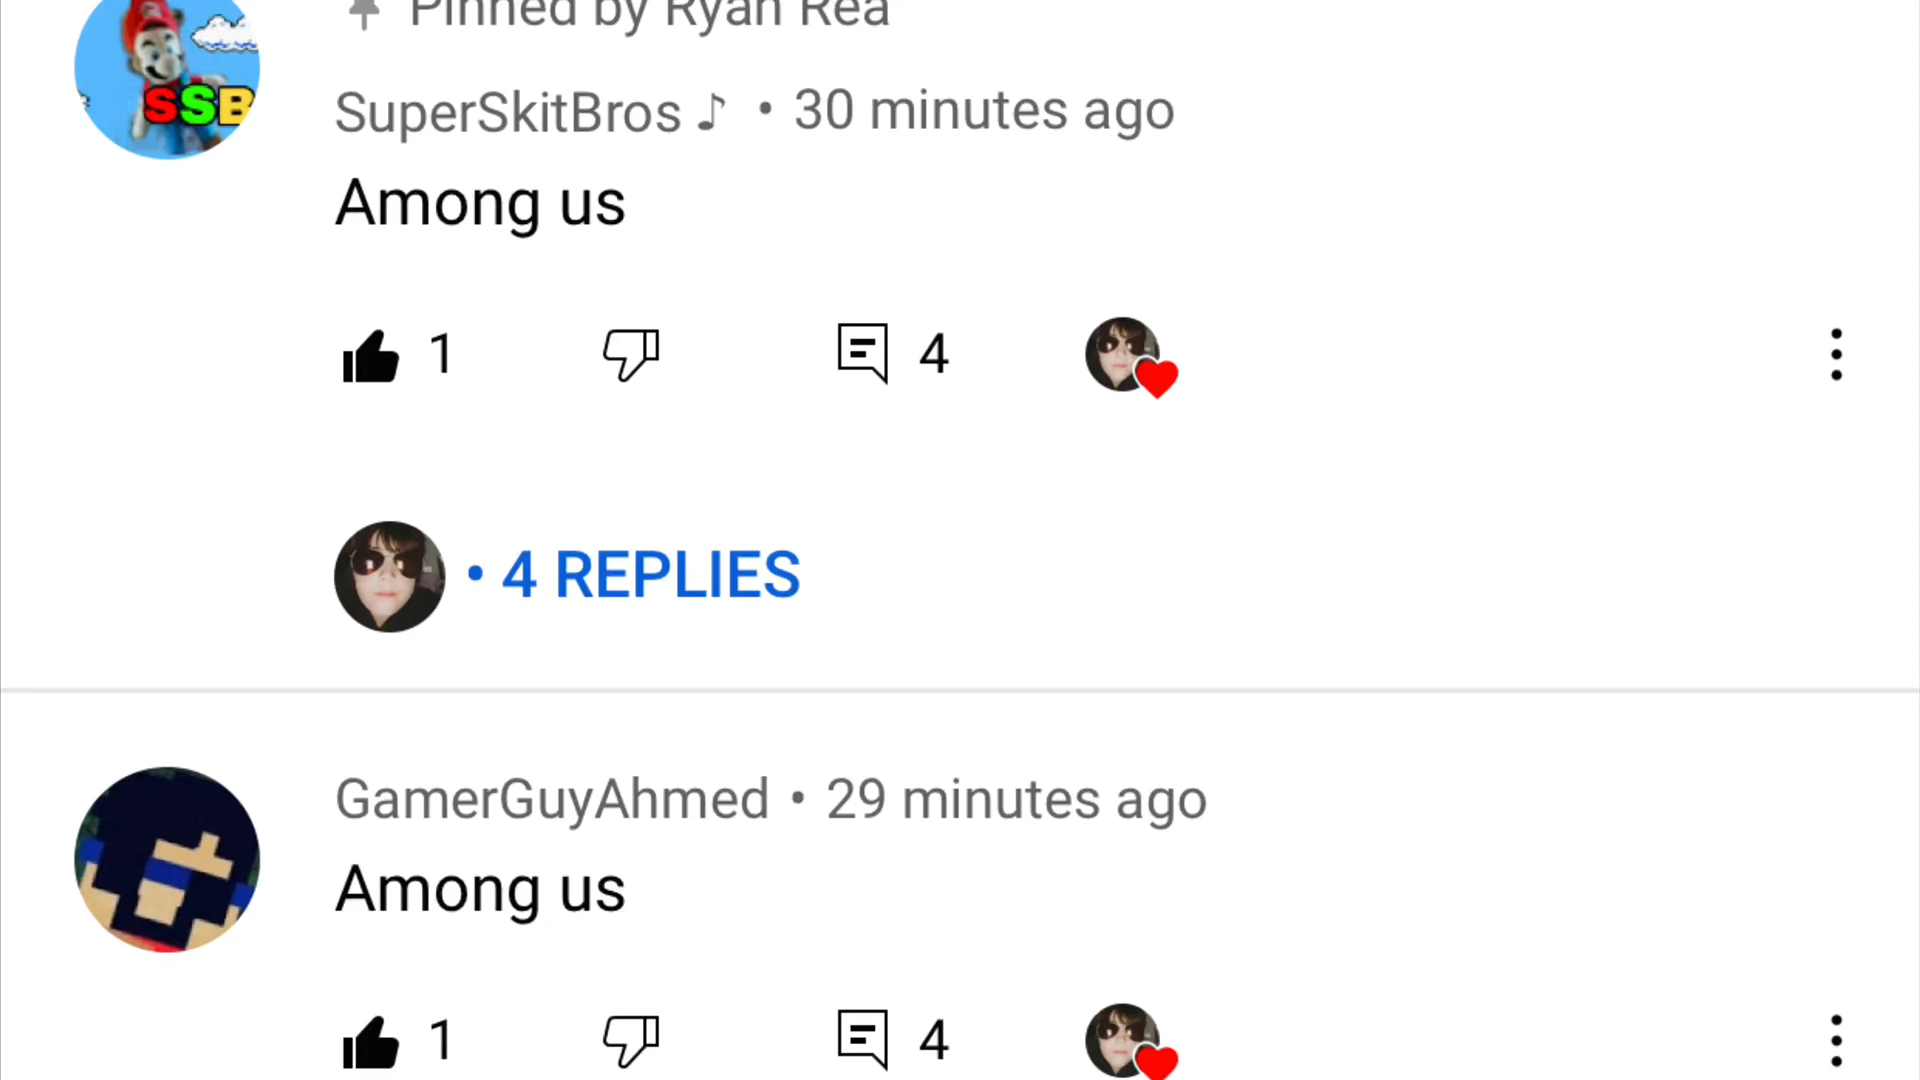 Pinned by Ryan Rea
SSB
SuperSkitBros ♪ • 30 minutes ago
Among us
1 4
• 4 REPLIES
GamerGuyAhmed • 29 minutes ago
Among us
1 4